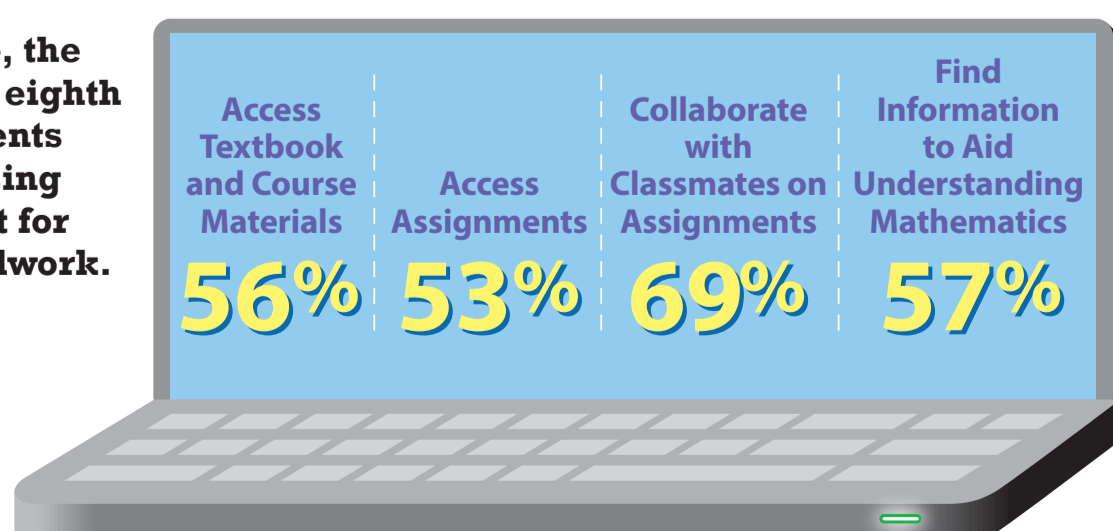 , the
eighth
ents
ing
t for
lwork.
Access
Textbook
and Course
Materials
56%
Access
Assignments
53%
Collaborate
with
Classmates on
Assignments
69%
Find
Information
to Aid
Understanding
Mathematics
57%